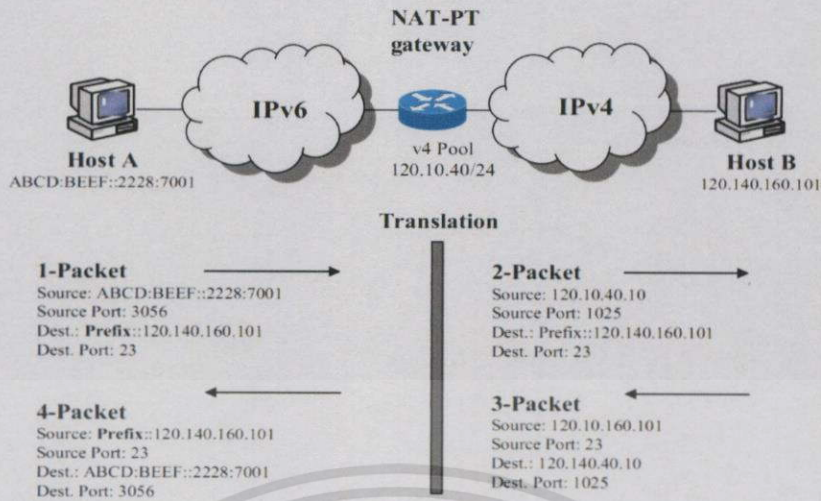 NAT-PT
gateway
IPv6
IPv4
Host A
ABCD:BEEF::2228:7001
v4 Pool
120.10.40/24
Host B
120.140.160.101
Translation
1-Packet
Source: ABCD:BEEF::2228:7001
Source Port: 3056
Dest.: Prefix::120.140.160.101
Dest. Port: 23
2-Packet
Source: 120.10.40.10
Source Port: 1025
Dest.: Prefix::120.140.160.101
Dest. Port: 23
4-Packet
Source: Prefix::120.140.160.101
Source Port: 23
Dest.: ABCD:BEEF::2228:7001
Dest. Port: 3056
3-Packet
Source: 120.10.160.101
Source Port: 23
Dest.: 120.140.40.10
Dest. Port: 1025